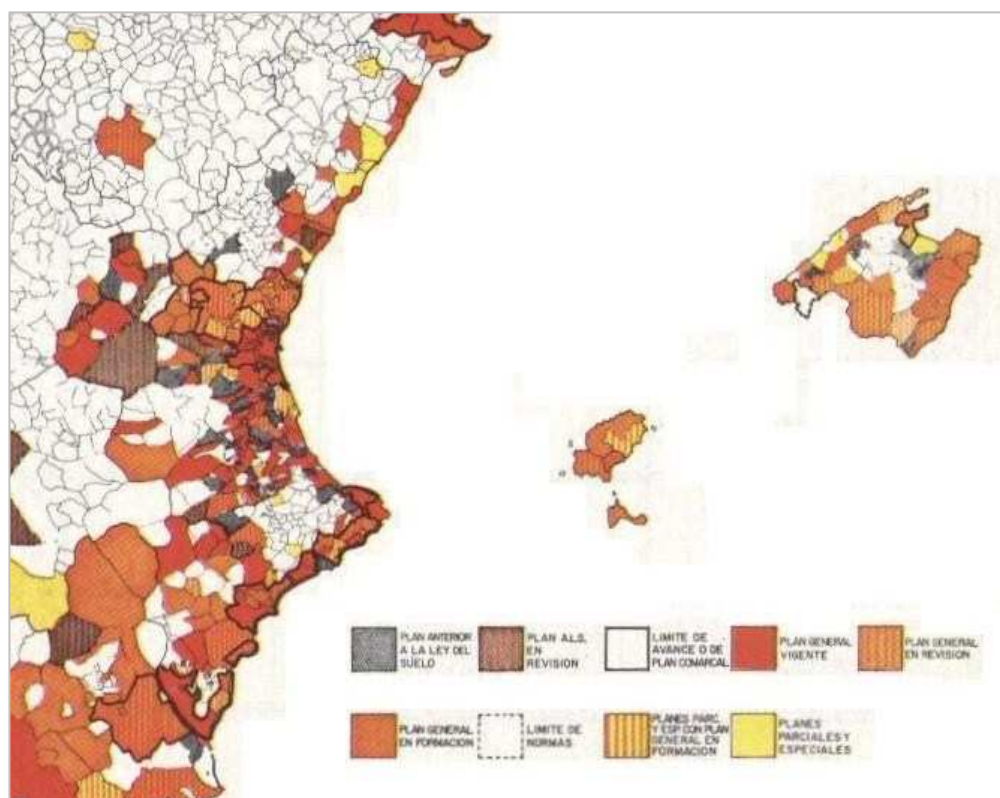 PLAN ANTERIOR
A LA LEY DEL
SUELO
PLAN A.L.S.
EN
REVISION
LIMITE DE
AVANCE O DE
PLAN COMARCAL
PLAN GENERAL
VIGENTE
PLAN GENERAL
EN REVISION
PLAN GENERAL
EN FORMACION
LIMITE DE
NORMAS
PLANES PARC.
Y ESP. CON PLAN
GENERAL EN
FORMACION
PLANES
PARCIALES Y
ESPECIALES